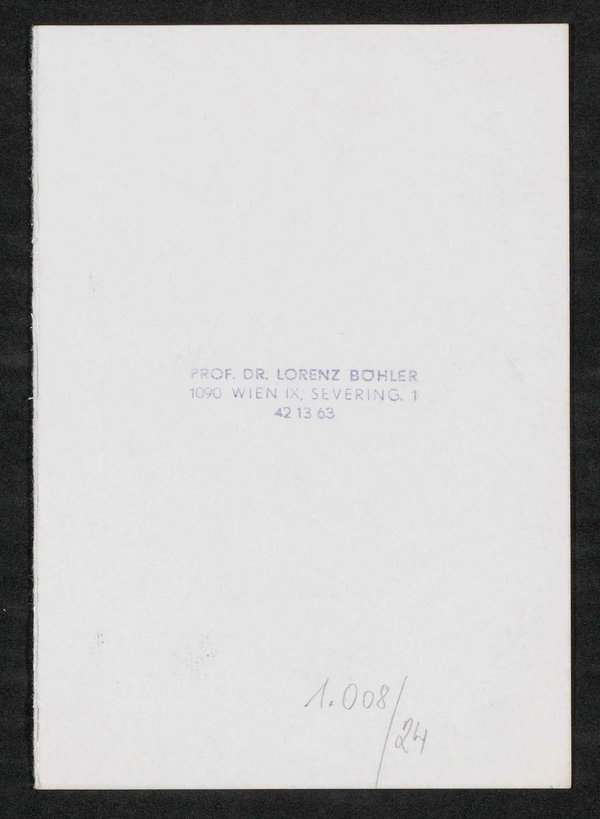 PROF. DR. LORENZ BÖHLER
1090 WIEN IX, SEVERING. 1
42 13 63
1.008/24